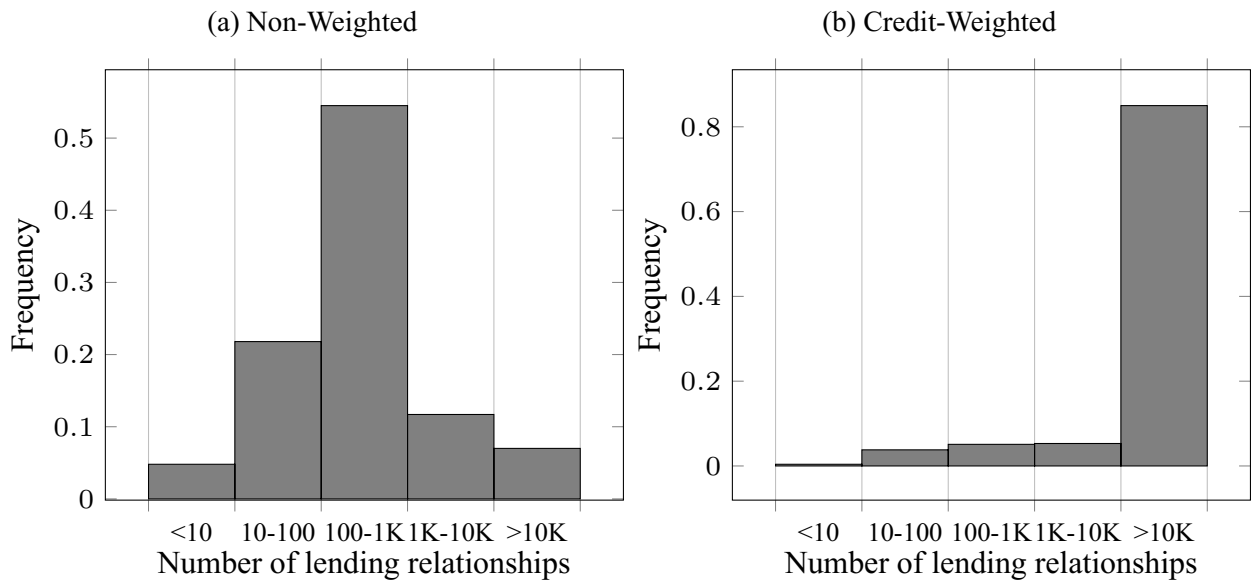 (a) Non-Weighted
0.5
0.4
0.3
0.2
0.1
0
Frequency
<10 10-100 100-1K 1K-10K >10K
Number of lending relationships
(b) Credit-Weighted
0.8
0.6
0.4
0.2
0
Frequency
<10 10-100 100-1K 1K-10K >10K
Number of lending relationships